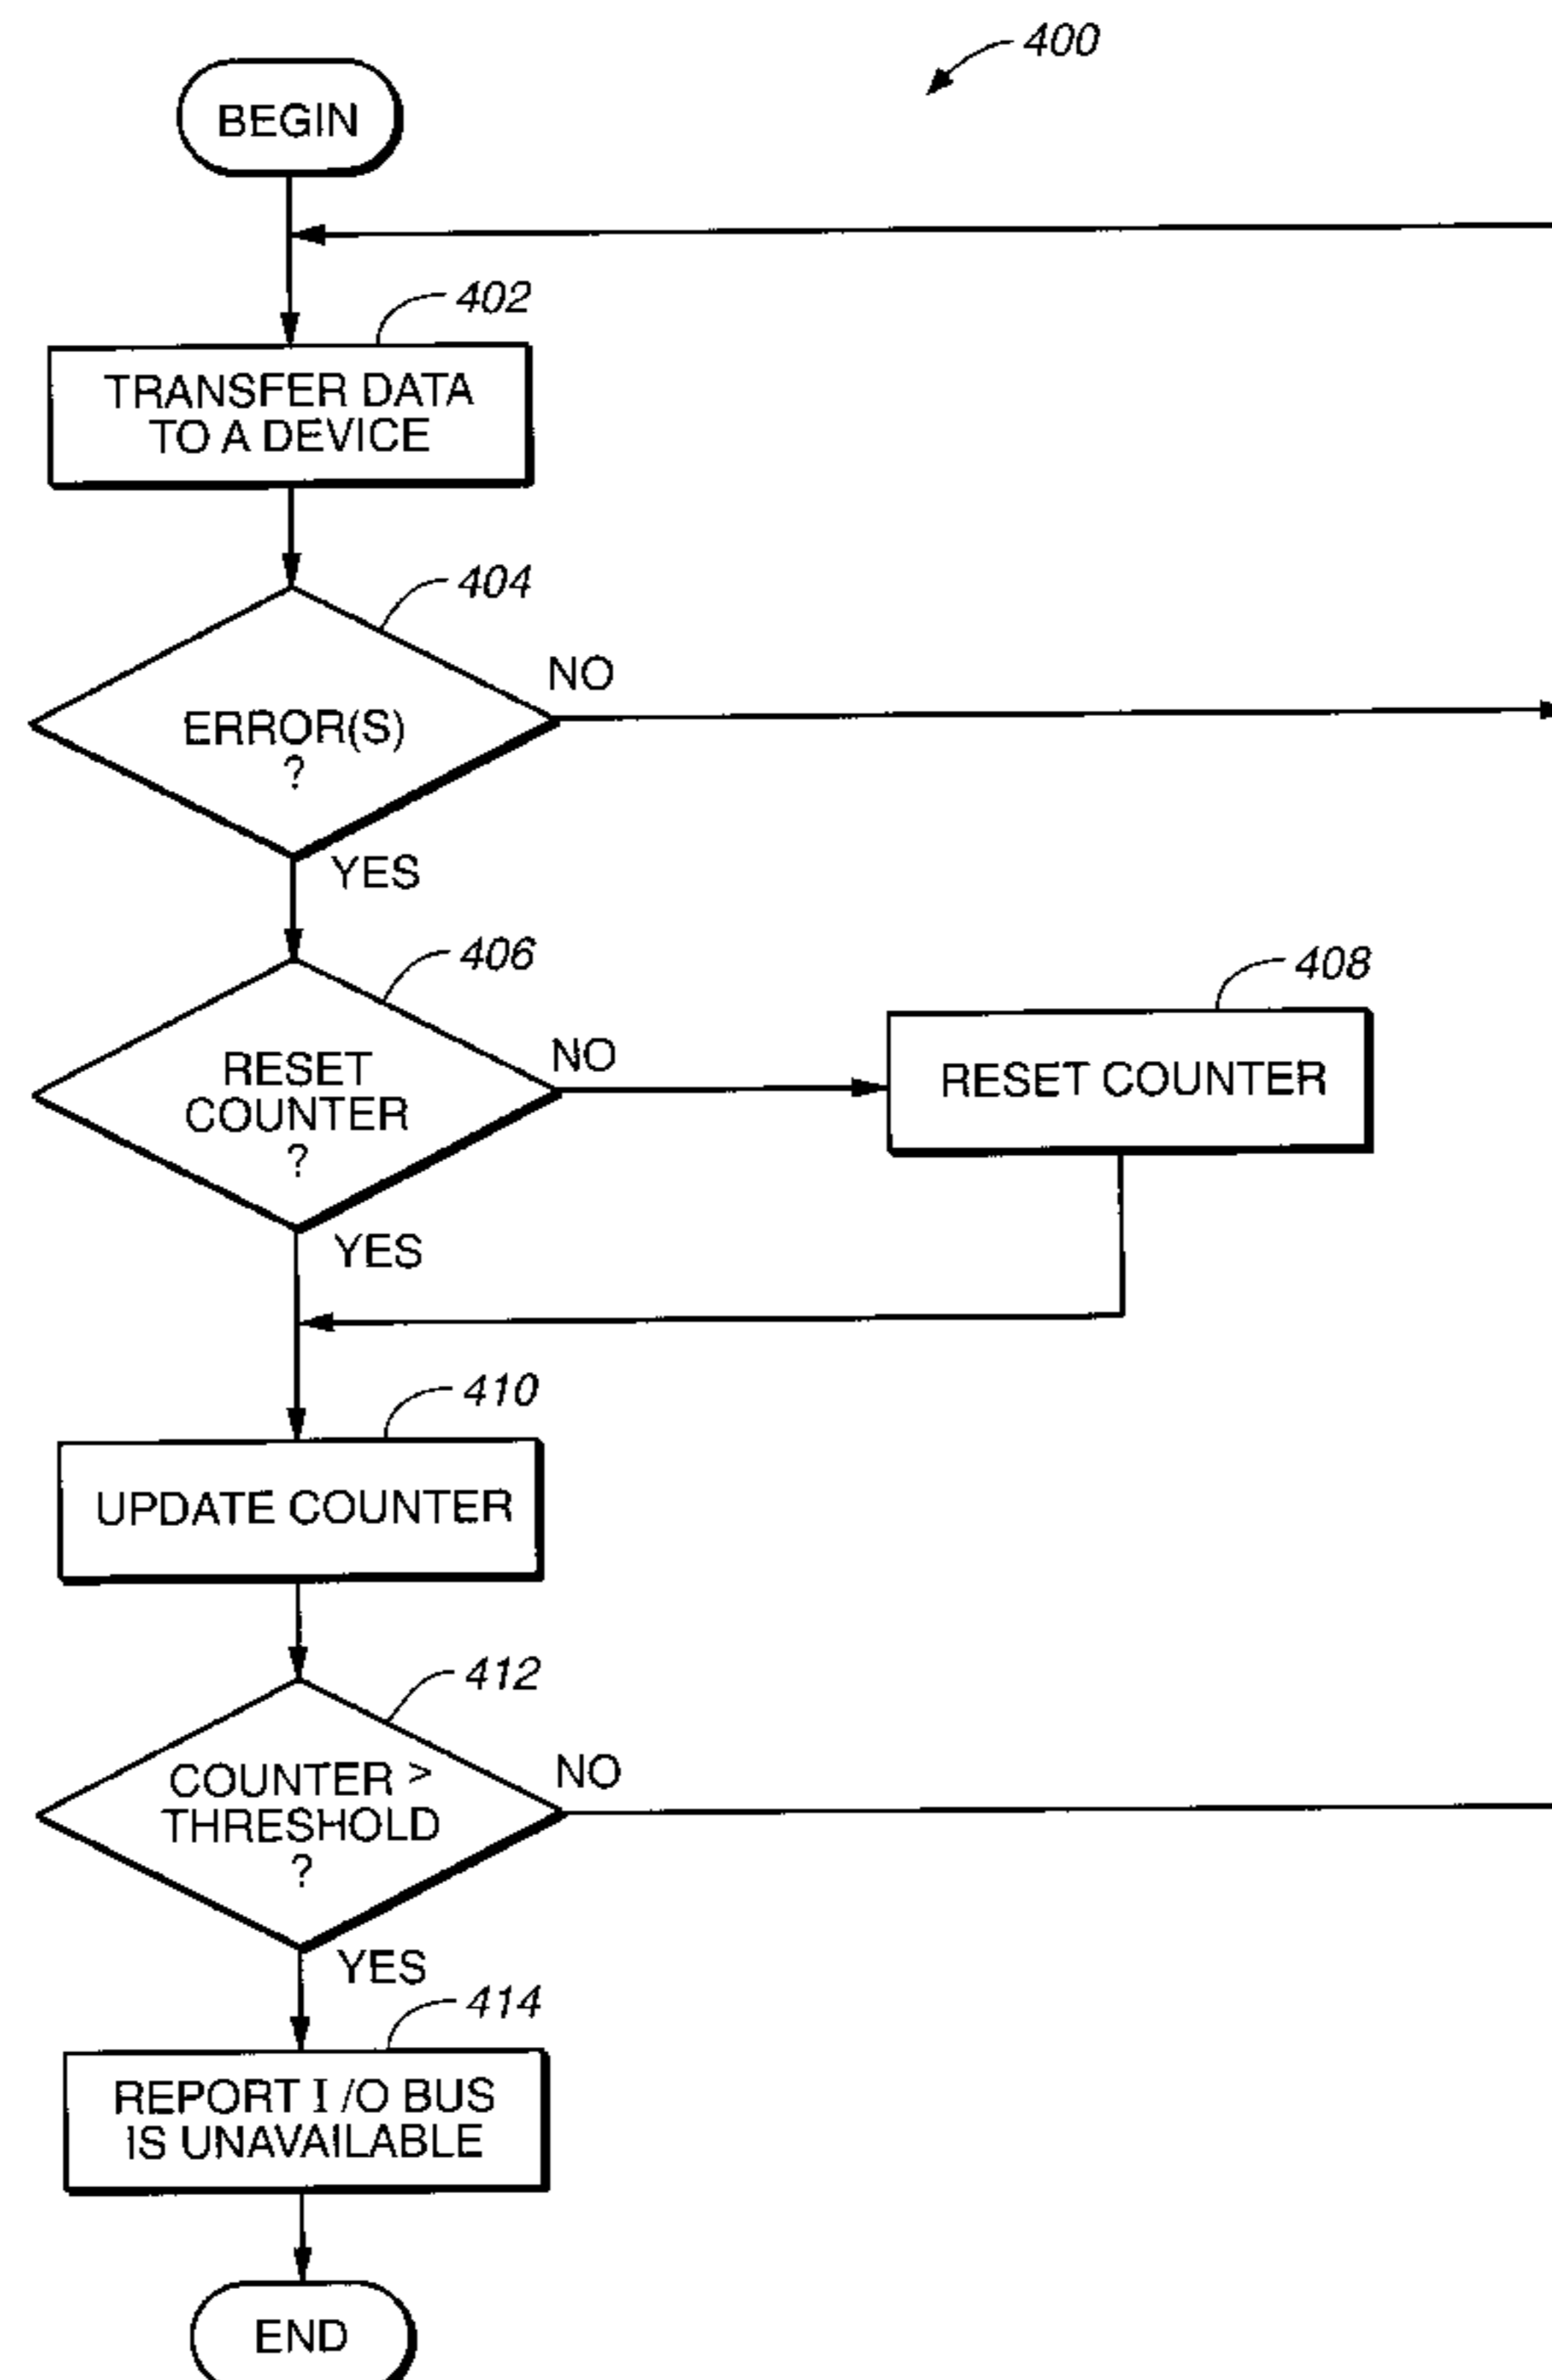 400
BEGIN
402
TRANSFER DATA
TO A DEVICE
404
NO
ERROR(S)
?
YES
406
408
NO
RESET
COUNTER
?
RESET COUNTER
YES
410
UPDATE COUNTER
412
NO
COUNTER >
THRESHOLD
?
YES
414
REPORT I /O BUS
IS UNAVAILABLE
END